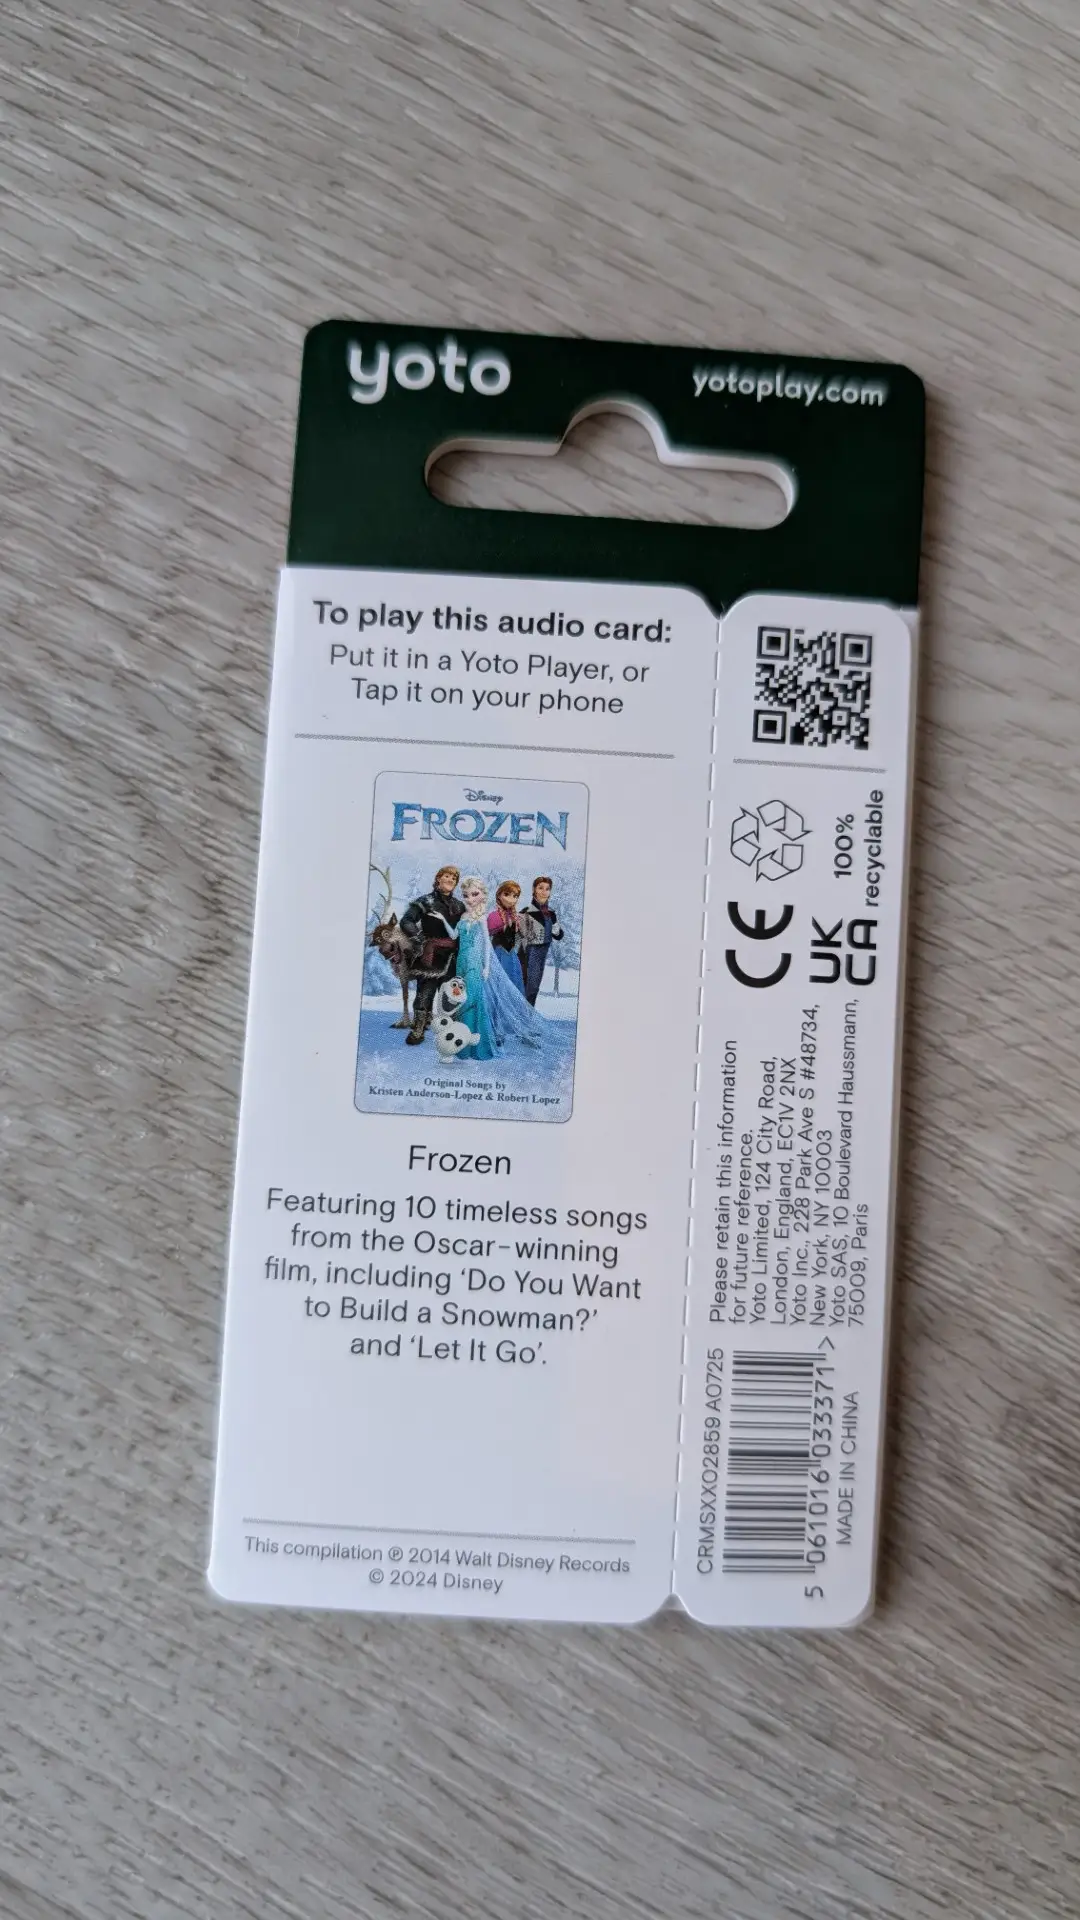 yoto
yotoplay.com
To play this audio card:
Put it in a Yoto Player, or
Tap it on your phone
Disney
FROZEN
Original Songs by
Kristen Anderson-Lopez & Robert Lopez
Frozen
Featuring 10 timeless songs
from the Oscar-winning
film, including ‘Do You Want
to Build a Snowman?’
and ‘Let It Go’.
This compilation ℗ 2014 Walt Disney Records
© 2024 Disney
100%
recyclable
CE
UK
CA
Please retain this information
for future reference.
Yoto Limited, 124 City Road,
London, England, EC1V 2NX
Yoto Inc., 228 Park Ave S #48734,
New York, NY 10003
Yoto SAS, 10 Boulevard Haussmann,
75009, Paris
CRMSXX02859 A0725
5 061016 033371 >
MADE IN CHINA